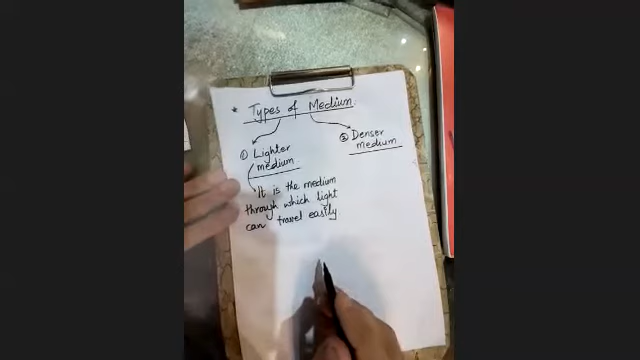 * Types of Medium
① Lighter
medium
② Denser
medium
It is the medium
through which light
can travel easily